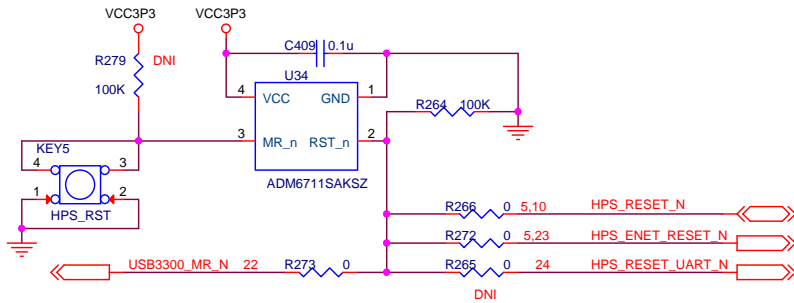 VCC3P3 VCC3P3
C409 0.1u
R279 DNI
U34
100K
4 VCC GND 1
R264 100K
3 MR_n RST_n 2
KEY5
4 3
ADM6711SAKSZ
1 2
HPS_RST
R266 0 5,10 HPS_RESET_N
R272 0 5,23 HPS_ENET_RESET_N
USB3300_MR_N 22 R273 0 R265 0 24 HPS_RESET_UART_N
DNI